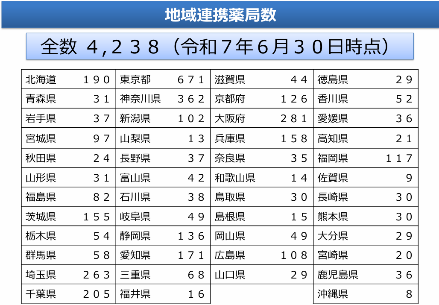 地域連携薬局数
全数 4,238（令和7年6月30日時点）
北海道 190 東京都 671 滋賀県 44 徳島県 29
青森県 31 神奈川県 362 京都府 126 香川県 52
岩手県 37 新潟県 102 大阪府 281 愛媛県 36
宮城県 97 山梨県 13 兵庫県 158 高知県 21
秋田県 24 長野県 37 奈良県 35 福岡県 117
山形県 31 富山県 42 和歌山県 14 佐賀県 9
福島県 82 石川県 38 鳥取県 30 長崎県 30
茨城県 155 岐阜県 49 島根県 15 熊本県 30
栃木県 54 静岡県 136 岡山県 49 大分県 29
群馬県 58 愛知県 171 広島県 108 宮崎県 20
埼玉県 263 三重県 68 山口県 29 鹿児島県 36
千葉県 205 福井県 16 沖縄県 8